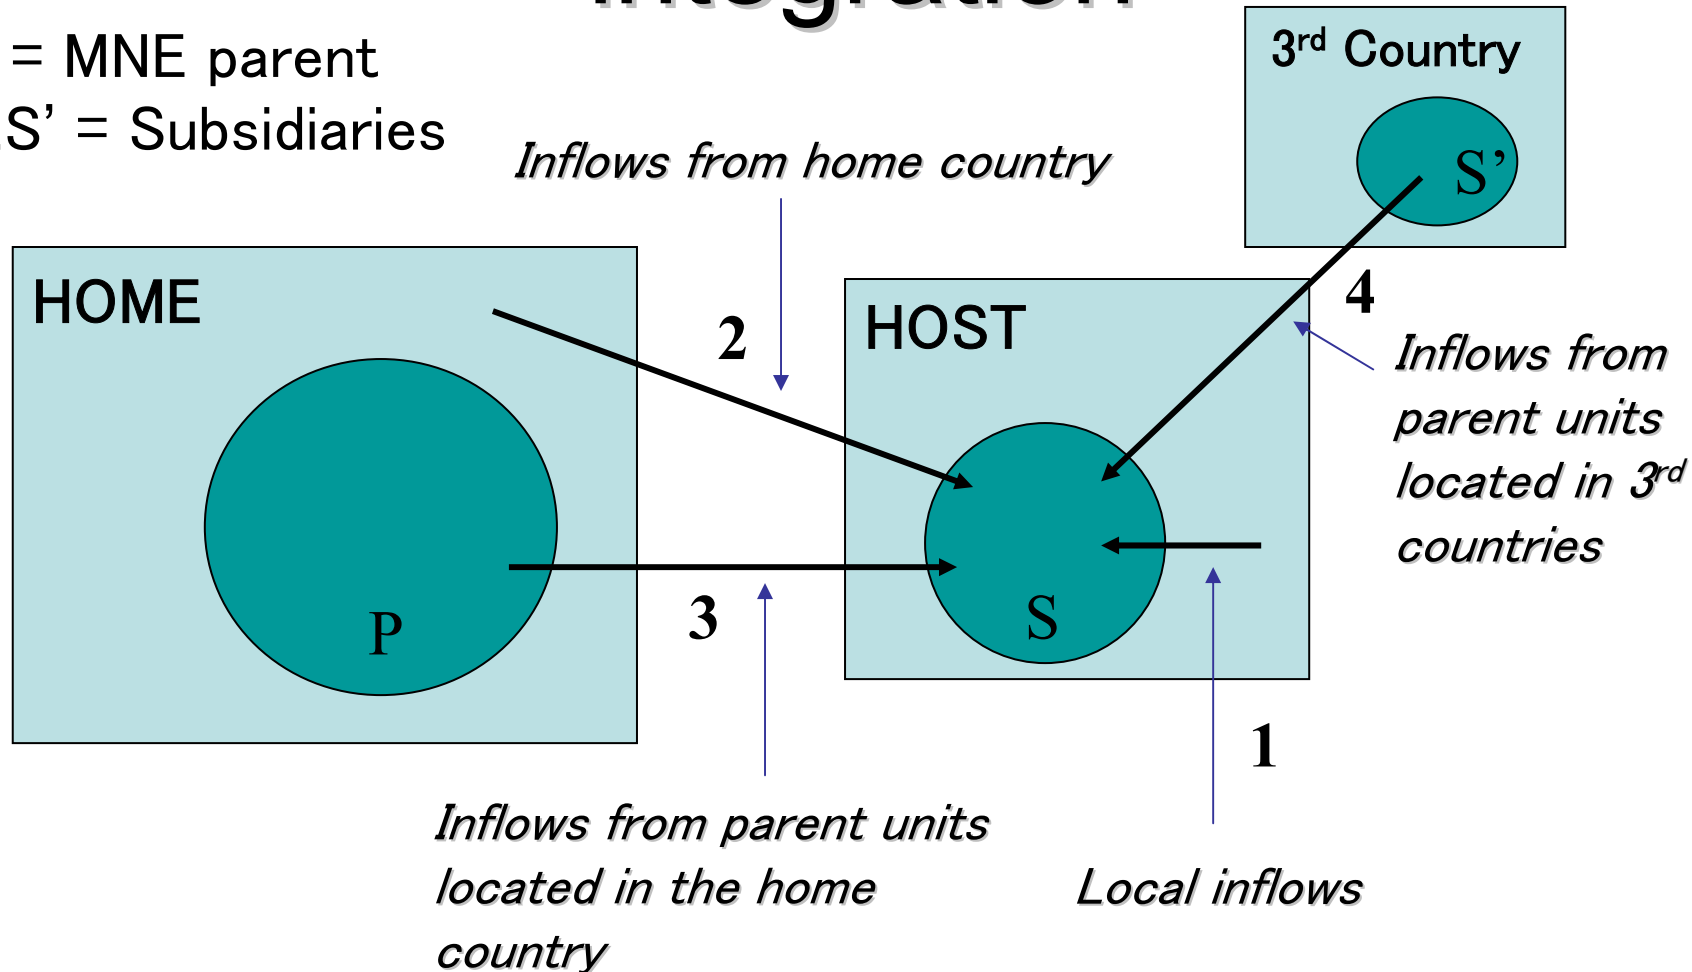 integration
= MNE parent
S’ = Subsidiaries
3rd Country
S’
Inflows from home country
HOME
2
HOST
4
Inflows from
parent units
located in 3rd
countries
P
3
S
1
Inflows from parent units
located in the home
country
Local inflows